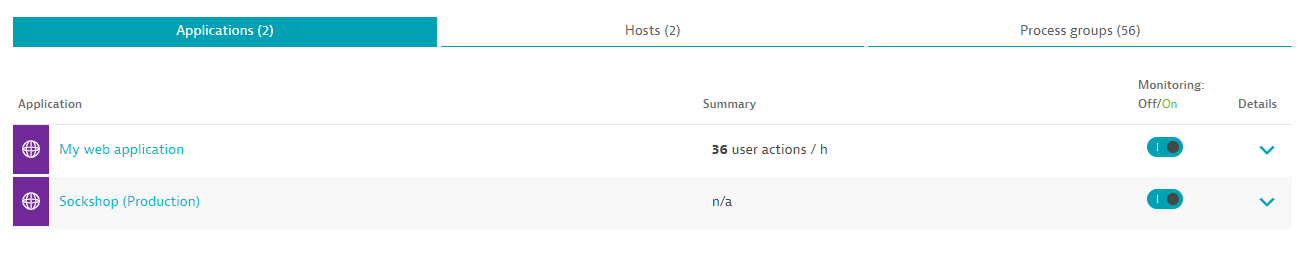 Applications (2) Hosts (2) Process groups (56)
Monitoring:
Application Summary Off/On Details
My web application 36 user actions / h
Sockshop (Production) n/a